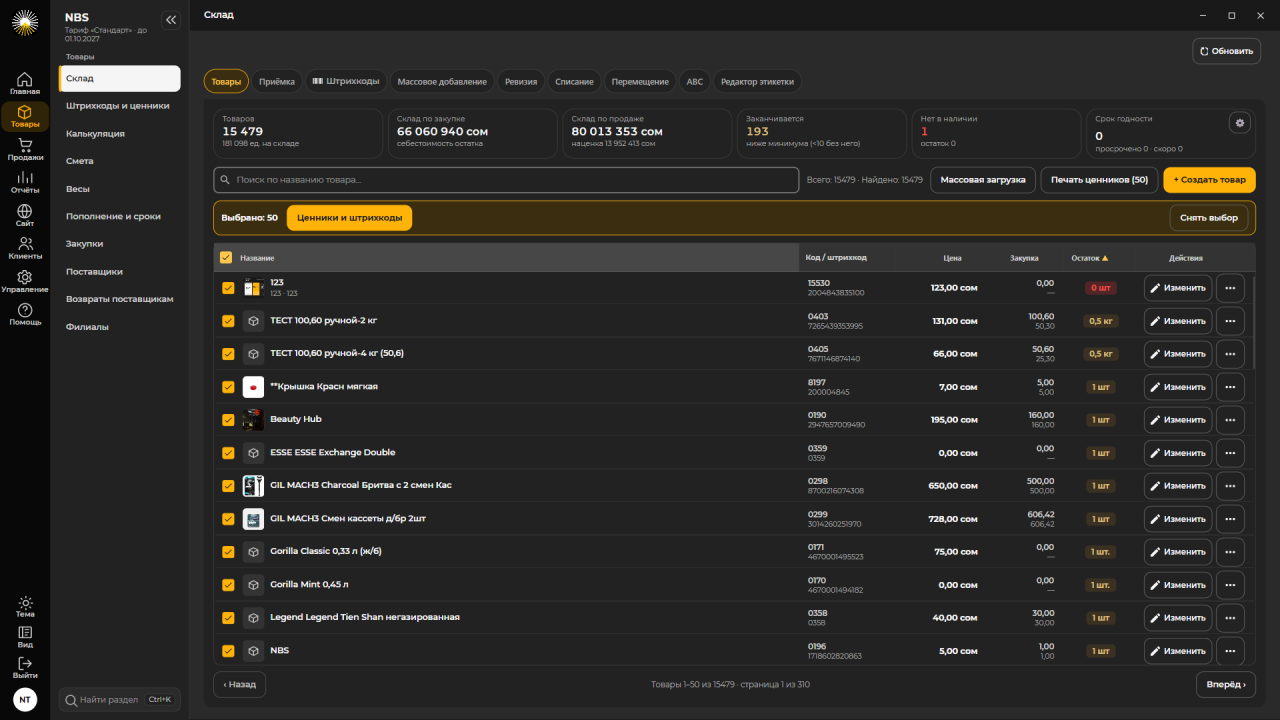 NBS
Тариф «Стандарт» · до
01.10.2027
Товары
Склад
Штрихкоды и ценники
Калькуляция
Смета
Весы
Пополнение и сроки
Закупки
Поставщики
Возвраты поставщикам
Филиалы
Найти раздел Ctrl+K
Главная
Товары
Продажи
Отчёты
Сайт
Клиенты
Управление
Помощь
Тема
Вид
Выйти
NT
Склад
Обновить
Товары Приёмка Штрихкоды Массовое добавление Ревизия Списание Перемещение ABC Редактор этикетки
Товаров
15 479
181 098 ед. на складе
Склад по закупке
66 060 940 сом
себестоимость остатка
Склад по продаже
80 013 353 сом
наценка 13 952 413 сом
Заканчивается
193
ниже минимума (<10 без него)
Нет в наличии
1
остаток 0
Срок годности
0
просрочено 0 · скоро 0
Поиск по названию товара... Всего: 15479 · Найдено: 15479 Массовая загрузка Печать ценников (50) + Создать товар
Выбрано: 50 Ценники и штрихкоды Снять выбор
Название Код / штрихкод Цена Закупка Остаток ▲ Действия
123 15530 123,00 сом 0,00 0 шт Изменить
123 · 123 2004843835100 —
ТЕСТ 100,60 ручной-2 кг 0403 131,00 сом 100,60 0,5 кг Изменить
7265439353995 50,30
ТЕСТ 100,60 ручной-4 кг (50,6) 0405 66,00 сом 50,60 0,5 кг Изменить
7671146874140 25,30
**Крышка Красн мягкая 8197 7,00 сом 5,00 1 шт Изменить
200004845 5,00
Beauty Hub 0190 195,00 сом 160,00 1 шт Изменить
2947657009490 160,00
ESSE ESSE Exchange Double 0359 0,00 сом 0,00 1 шт Изменить
0359 —
GIL MACH3 Charcoal Бритва с 2 смен Кас 0298 650,00 сом 500,00 1 шт Изменить
8700216074308 500,00
GIL MACH3 Смен кассеты д/бр 2шт 0299 728,00 сом 606,42 1 шт Изменить
3014260251970 606,42
Gorilla Classic 0,33 л (ж/б) 0171 75,00 сом 0,00 1 шт. Изменить
4670001495523 —
Gorilla Mint 0,45 л 0170 0,00 сом 0,00 1 шт. Изменить
4670001494182 —
Legend Legend Tien Shan негазированная 0358 40,00 сом 30,00 1 шт Изменить
0358 30,00
NBS 0196 5,00 сом 1,00 1 шт Изменить
1718602820863 1,00
‹ Назад Товары 1–50 из 15479 · страница 1 из 310 Вперёд ›